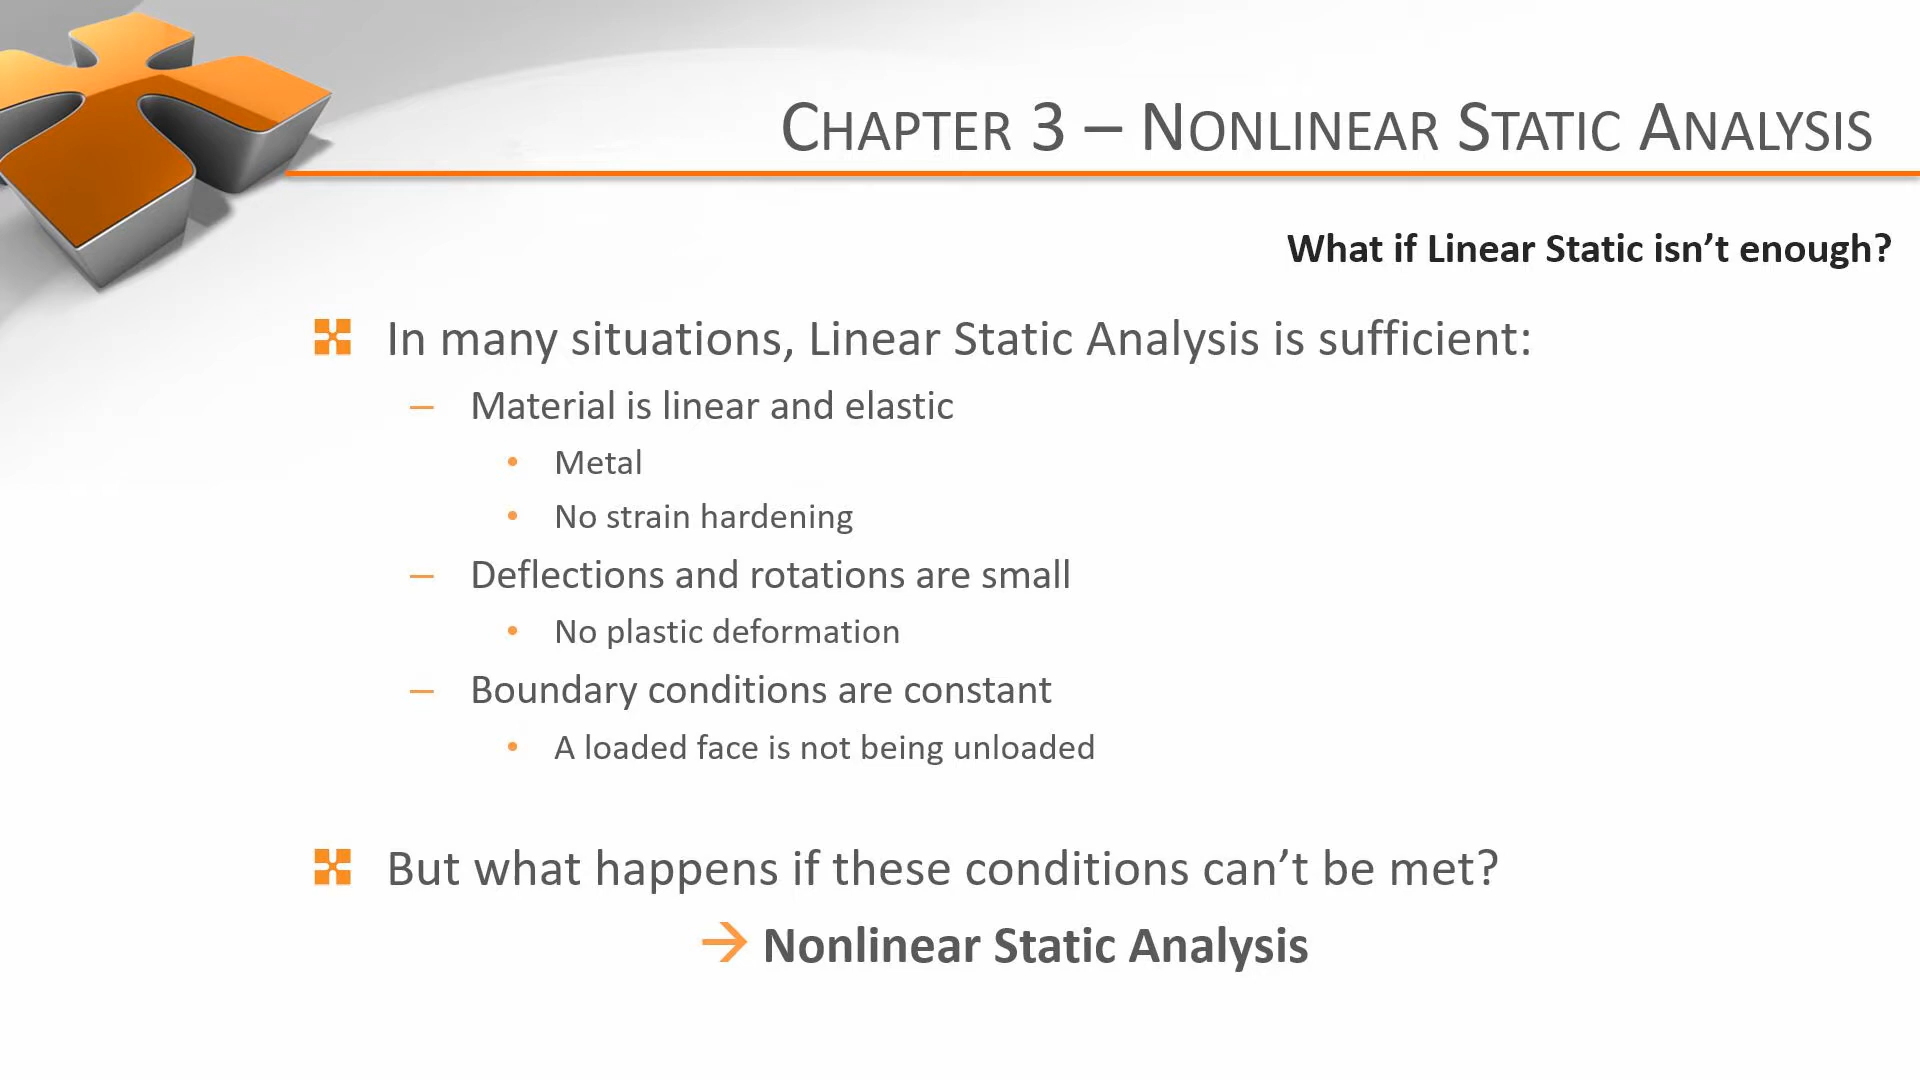 CHAPTER 3 – NONLINEAR STATIC ANALYSIS
What if Linear Static isn’t enough?
In many situations, Linear Static Analysis is sufficient:
– Material is linear and elastic
• Metal
• No strain hardening
– Deflections and rotations are small
• No plastic deformation
– Boundary conditions are constant
• A loaded face is not being unloaded
But what happens if these conditions can’t be met?
→ Nonlinear Static Analysis